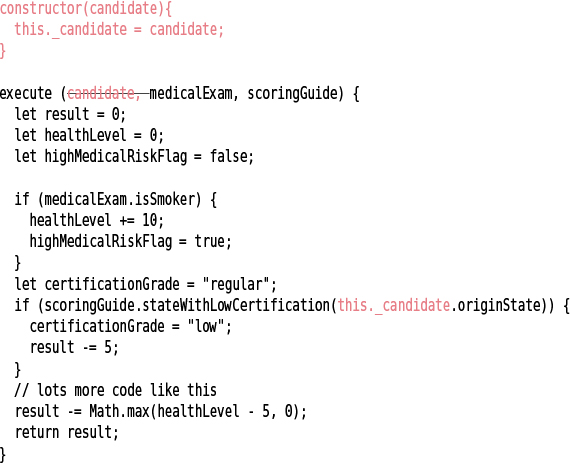 constructor(candidate){
  this._candidate = candidate;
}

execute (candidate, medicalExam, scoringGuide) {
  let result = 0;
  let healthLevel = 0;
  let highMedicalRiskFlag = false;

  if (medicalExam.isSmoker) {
    healthLevel += 10;
    highMedicalRiskFlag = true;
  }
  let certificationGrade = "regular";
  if (scoringGuide.stateWithLowCertification(this._candidate.originState)) {
    certificationGrade = "low";
    result -= 5;
  }
  // lots more code like this
  result -= Math.max(healthLevel - 5, 0);
  return result;
}